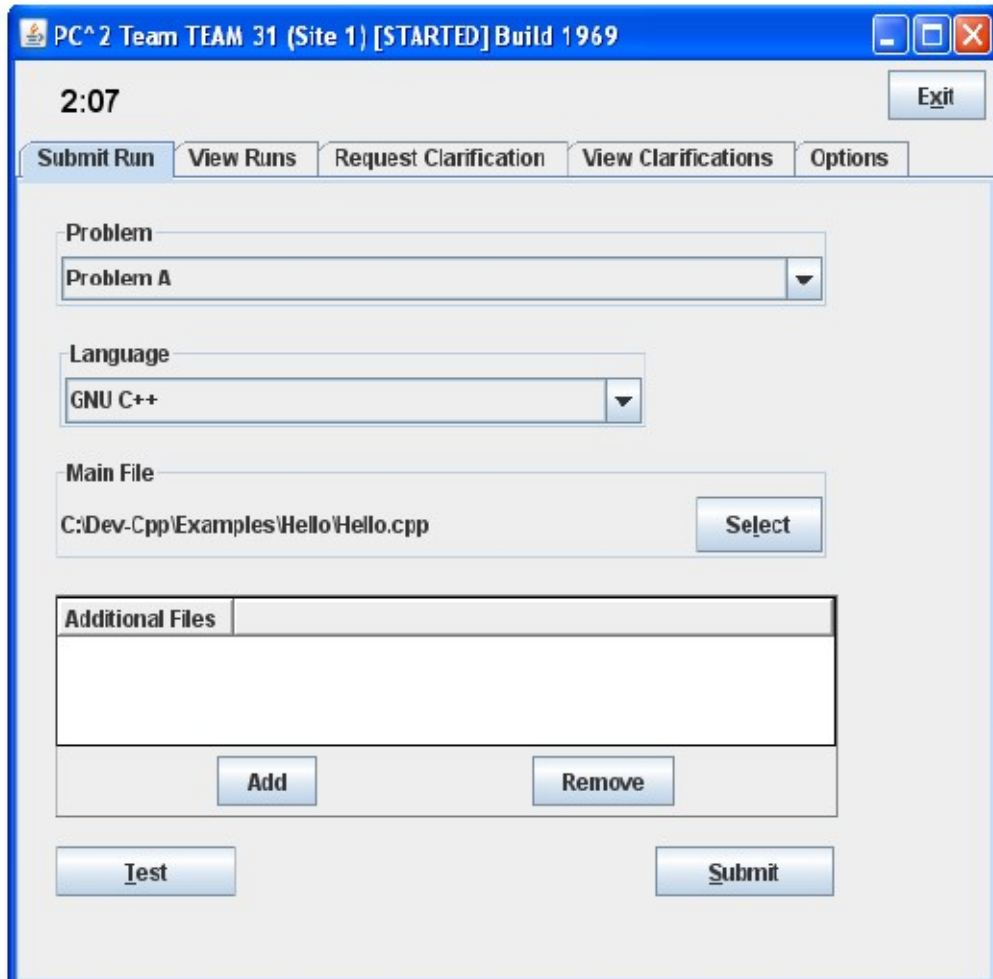 PC^2 Team TEAM 31 (Site 1) [STARTED] Build 1969
2:07
Exit
Submit Run View Runs Request Clarification View Clarifications Options
Problem
Problem A
Language
GNU C++
Main File
C:\Dev-Cpp\Examples\Hello\Hello.cpp Select
Additional Files
Add Remove
Test Submit